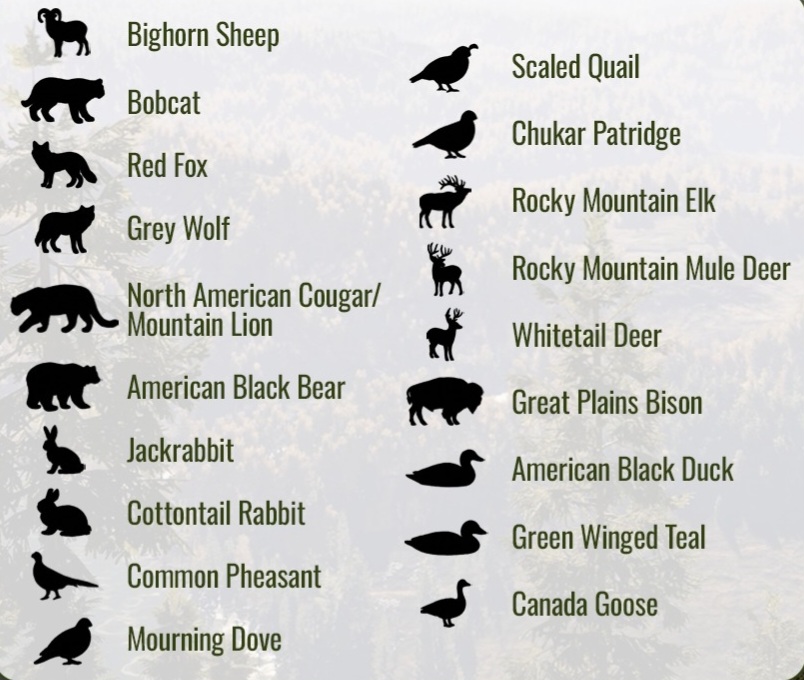 Bighorn Sheep
Bobcat
Red Fox
Grey Wolf
North American Cougar/
Mountain Lion
American Black Bear
Jackrabbit
Cottontail Rabbit
Common Pheasant
Mourning Dove
Scaled Quail
Chukar Patridge
Rocky Mountain Elk
Rocky Mountain Mule Deer
Whitetail Deer
Great Plains Bison
American Black Duck
Green Winged Teal
Canada Goose